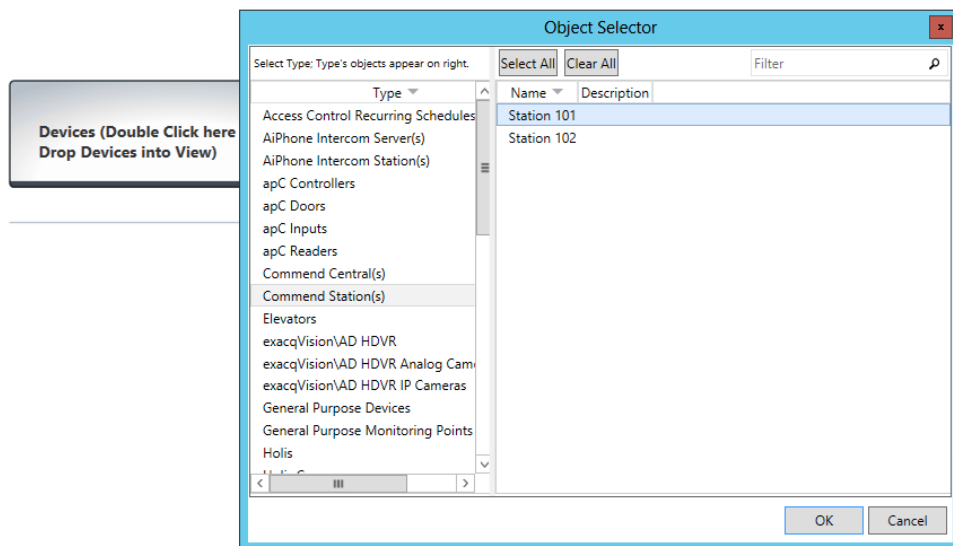 Object Selector
x
Select Type; Type's objects appear on right.
Select All
Clear All
Filter
Type
Name
Description
Access Control Recurring Schedules
AiPhone Intercom Server(s)
AiPhone Intercom Station(s)
apC Controllers
apC Doors
apC Inputs
apC Readers
Commend Central(s)
Commend Station(s)
Elevators
exacqVision\AD HDVR
exacqVision\AD HDVR Analog Cam
exacqVision\AD HDVR IP Cameras
General Purpose Devices
General Purpose Monitoring Points
Holis
Station 101
Station 102
Devices (Double Click here
Drop Devices into View)
OK
Cancel